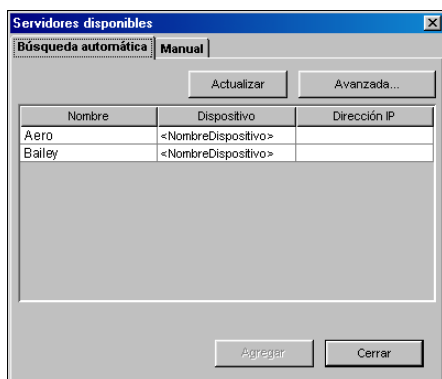 Servidores disponibles
Búsqueda automática Manual
Actualizar Avanzada...
Nombre Dispositivo Dirección IP
Aero <NombreDispositivo>
Bailey <NombreDispositivo>
Agregar Cerrar